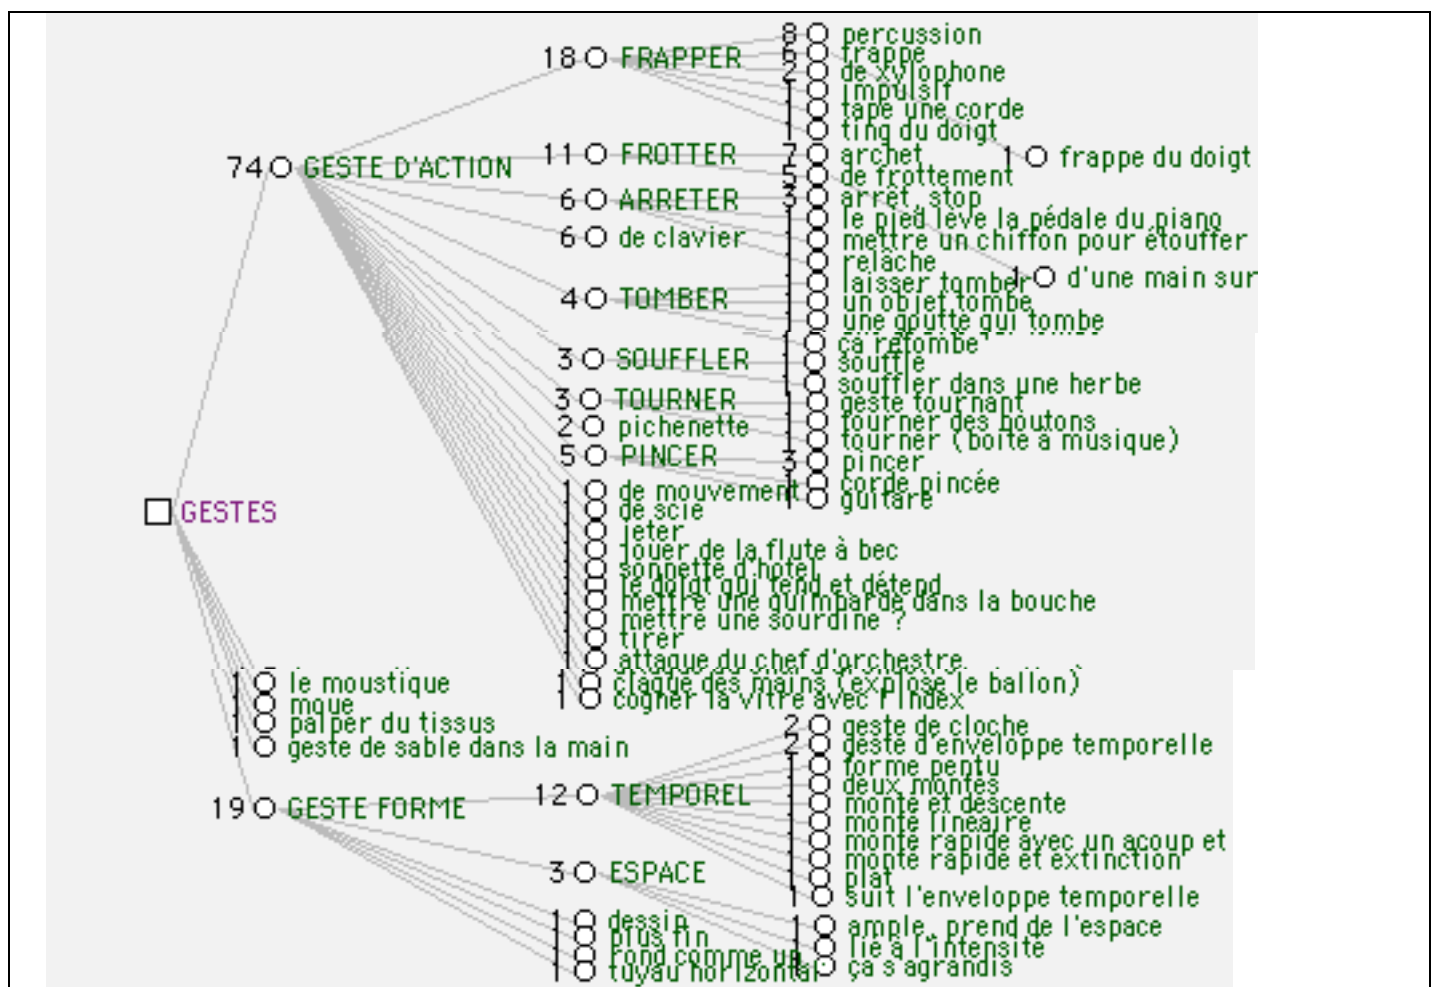 8 percussion
6 frappe
18 FRAPPER
2 de xylophone
1 impulsif
1 tape une corde
1 ting du doigt
11 FROTTER
7 archet
1 frappe du doigt
74 GESTE D'ACTION
5 de frottement
6 ARRETER
3 arrêt, stop
1 le pied lève la pédale du piano
6 de clavier
1 mettre un chiffon pour étouffer
1 relâche
1 d'une main sur
1 laisser tomber
4 TOMBER
1 un objet tombe
1 une goutte qui tombe
1 ça retombe
3 SOUFFLER
1 souffle
1 souffler dans une herbe
3 TOURNER
1 geste tournant
1 tourner des boutons
2 pichenette
1 tourner (boite à musique)
5 PINCER
3 pincer
1 corde pincée
1 de mouvement
1 guitare
1 de scie
GESTES
1 jeter
1 jouer de la flute à bec
1 sonnette d'hotel
1 le doigt qui tend et détend
1 mettre une guimbarde dans la bouche
1 mettre une sourdine ?
1 tirer
1 attaque du chef d'orchestre
1 le moustique
1 claque des mains (explose le ballon)
1 cogner la vitre avec l'index
1 mque
1 palper du tissus
1 geste de sable dans la main
2 geste de cloche
2 geste d'enveloppe temporelle
1 forme pentu
1 deux montés
12 TEMPOREL
19 GESTE FORME
1 monte et descente
1 monte linéaire
1 monte rapide avec un acoup et
1 monte rapide et extinction
1 plat
3 ESPACE
1 suit l'enveloppe temporelle
1 dessin
1 ample, prend de l'espace
1 plus fin
1 lié à l'intensité
1 rond comme un
1 tuyau horizontal
1 ça s'agrandis